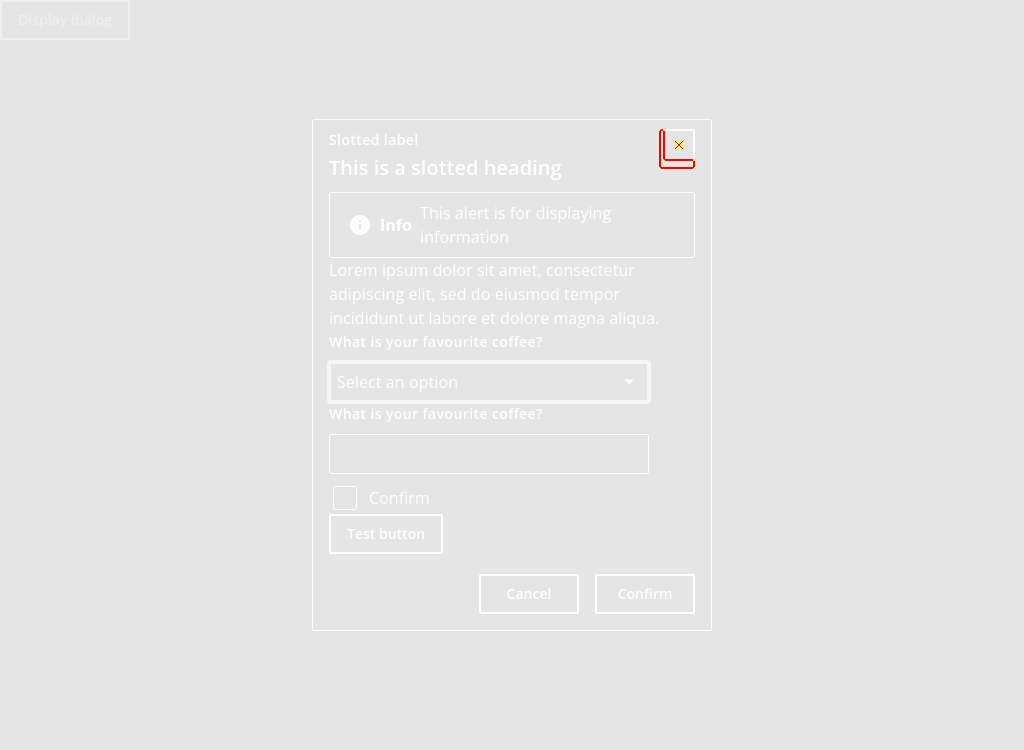 Display dialog
Slotted label
This is a slotted heading
Info
This alert is for displaying
information
Lorem ipsum dolor sit amet, consectetur
adipiscing elit, sed do eiusmod tempor
incididunt ut labore et dolore magna aliqua.
What is your favourite coffee?
Select an option
What is your favourite coffee?
Confirm
Test button
Cancel
Confirm